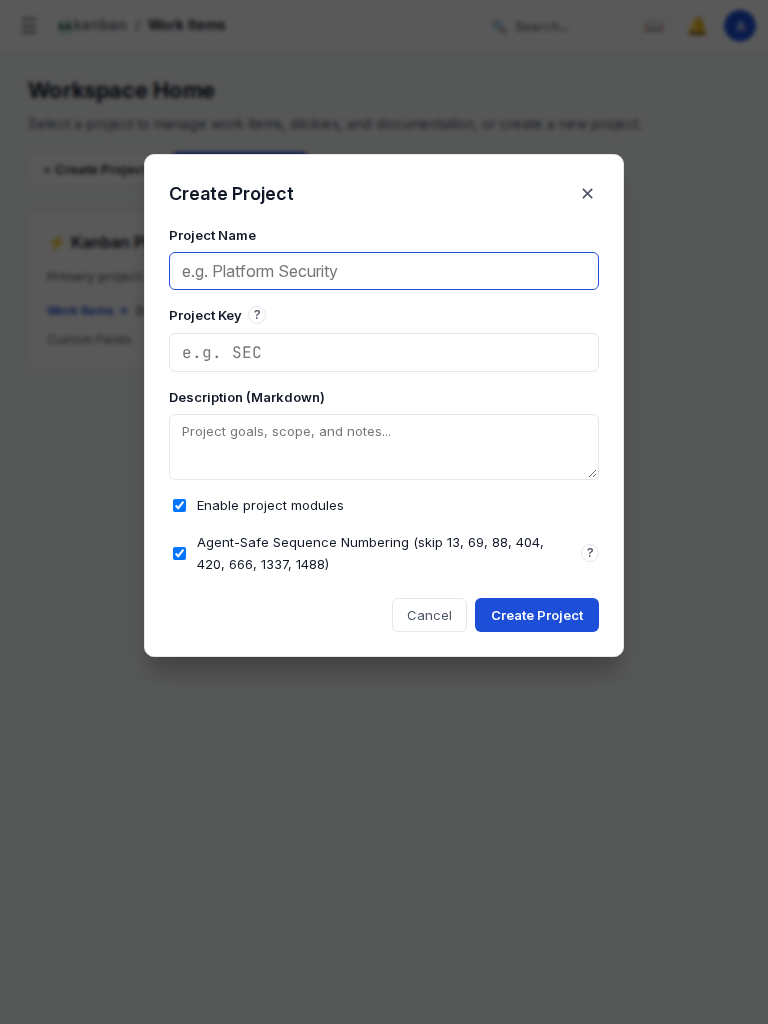 kanban / Work Items
Search...
A
Workspace Home
Select a project to manage work items, stickies, and documentation, or create a new project.
+ Create Project
Kanban
Primary project
Work Items →
Custom Fields
Create Project
✕
Project Name
e.g. Platform Security
Project Key ?
e.g. SEC
Description (Markdown)
Project goals, scope, and notes...
Enable project modules
Agent-Safe Sequence Numbering (skip 13, 69, 88, 404,
420, 666, 1337, 1488)
?
Cancel
Create Project